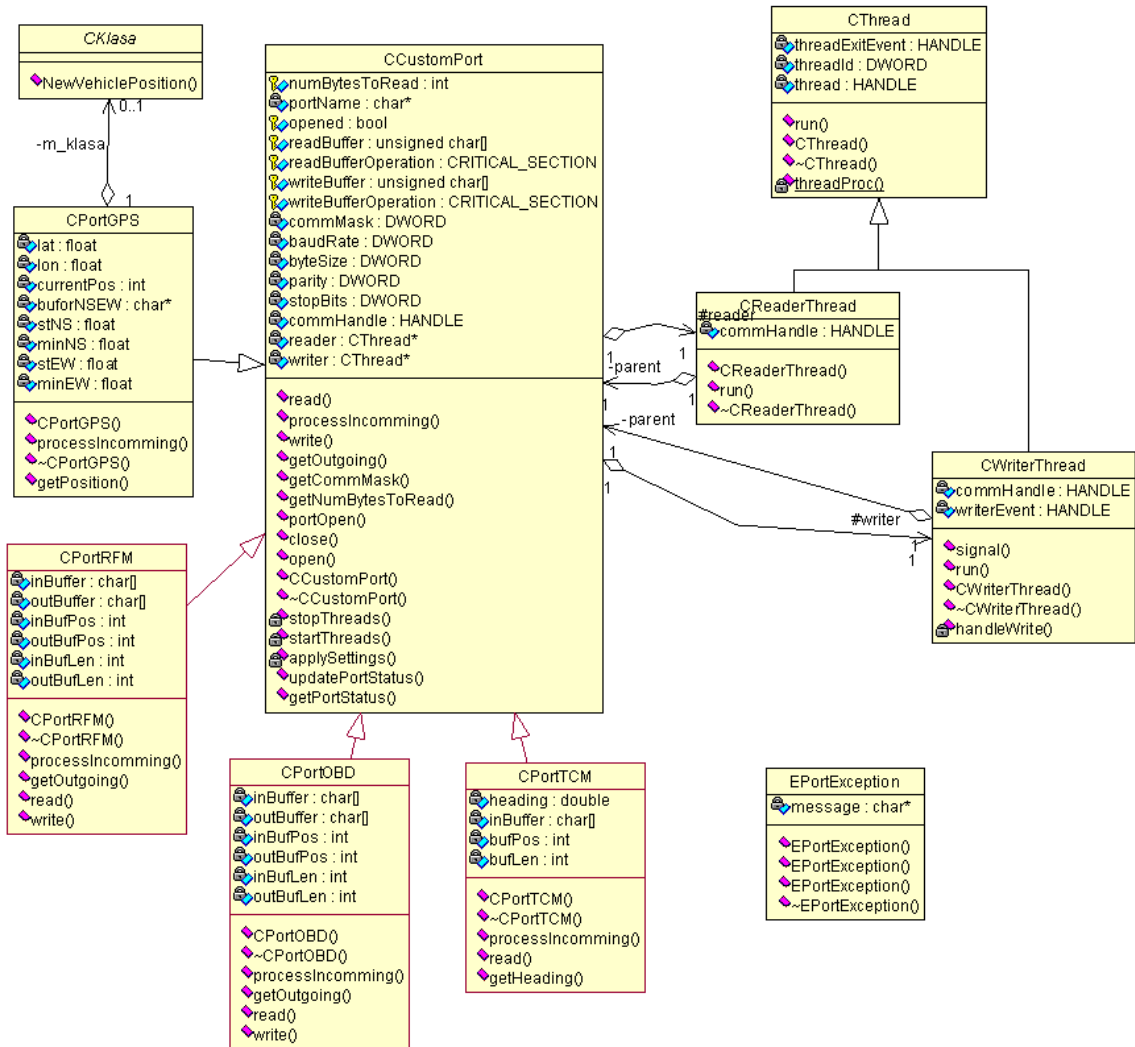 CKlasa
NewVehiclePosition()
0..1
-m_klasa
1
CPortGPS
lat : float
lon : float
currentPos : int
buforNSEW : char*
stNS : float
minNS : float
stEW : float
minEW : float
CPortGPS()
processIncomming()
~CPortGPS()
getPosition()
CCustomPort
numBytesToRead : int
portName : char*
opened : bool
readBuffer : unsigned char[]
readBufferOperation : CRITICAL_SECTION
writeBuffer : unsigned char[]
writeBufferOperation : CRITICAL_SECTION
commMask : DWORD
baudRate : DWORD
byteSize : DWORD
parity : DWORD
stopBits : DWORD
commHandle : HANDLE
reader : CThread*
writer : CThread*
read()
processIncomming()
write()
getOutgoing()
getCommMask()
getNumBytesToRead()
portOpen()
close()
open()
CCustomPort()
~CCustomPort()
stopThreads()
startThreads()
applySettings()
updatePortStatus()
getPortStatus()
CThread
threadExitEvent : HANDLE
threadId : DWORD
thread : HANDLE
run()
CThread()
~CThread()
threadProc()
CReaderThread
commHandle : HANDLE
CReaderThread()
run()
~CReaderThread()
#reader
1
1
-parent
1
1
-parent
1
1
#writer
1
CWriterThread
commHandle : HANDLE
writerEvent : HANDLE
signal()
run()
CWriterThread()
~CWriterThread()
handleWrite()
CPortRFM
inBuffer : char[]
outBuffer : char[]
inBufPos : int
outBufPos : int
inBufLen : int
outBufLen : int
CPortRFM()
~CPortRFM()
processIncomming()
getOutgoing()
read()
write()
CPortOBD
inBuffer : char[]
outBuffer : char[]
inBufPos : int
outBufPos : int
inBufLen : int
outBufLen : int
CPortOBD()
~CPortOBD()
processIncomming()
getOutgoing()
read()
write()
CPortTCM
heading : double
inBuffer : char[]
bufPos : int
bufLen : int
CPortTCM()
~CPortTCM()
processIncomming()
read()
getHeading()
EPortException
message : char*
EPortException()
EPortException()
EPortException()
~EPortException()